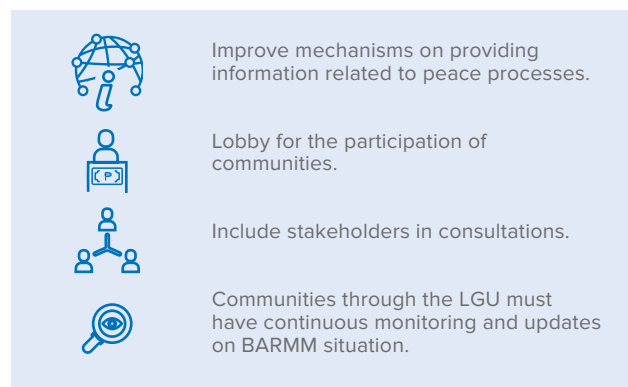 Improve mechanisms on providing
information related to peace processes.
Lobby for the participation of
communities.
Include stakeholders in consultations.
Communities through the LGU must
have continuous monitoring and updates
on BARMM situation.